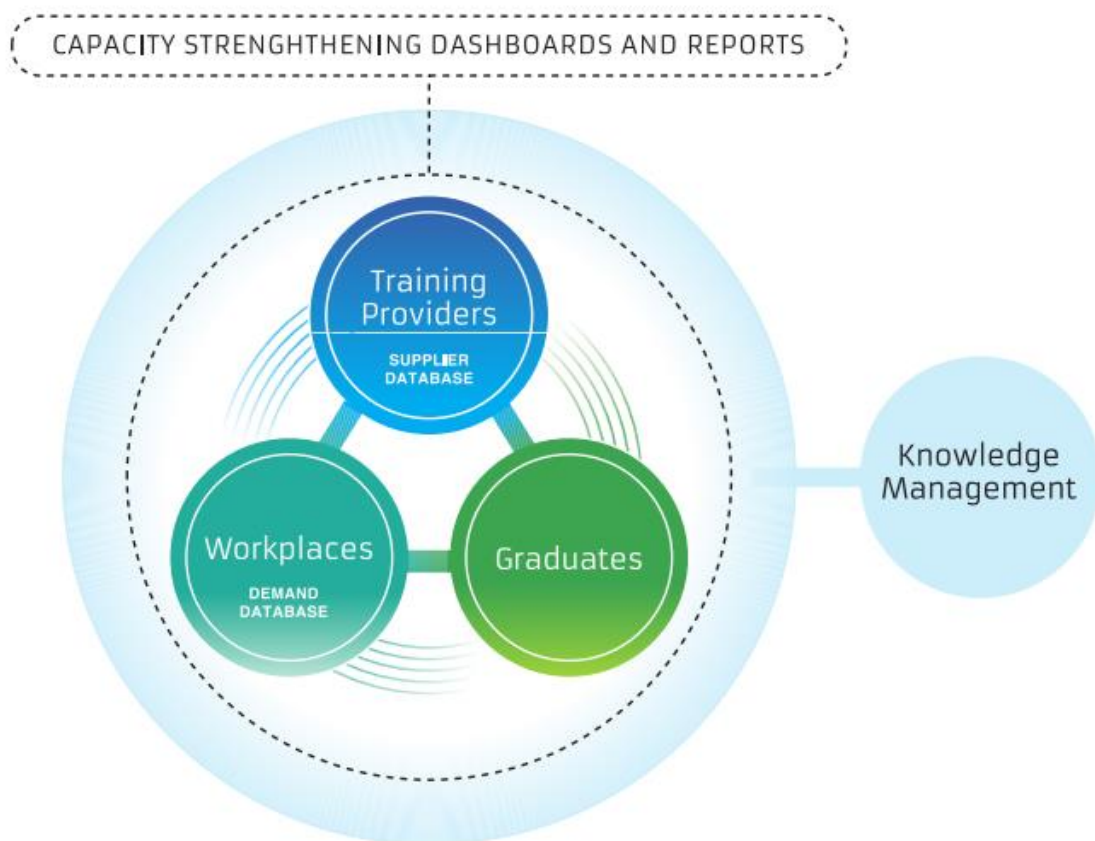 CAPACITY STRENGHTHENING DASHBOARDS AND REPORTS
Training
Providers
SUPPLIER
DATABASE
Workplaces
DEMAND
DATABASE
Graduates
Knowledge
Management